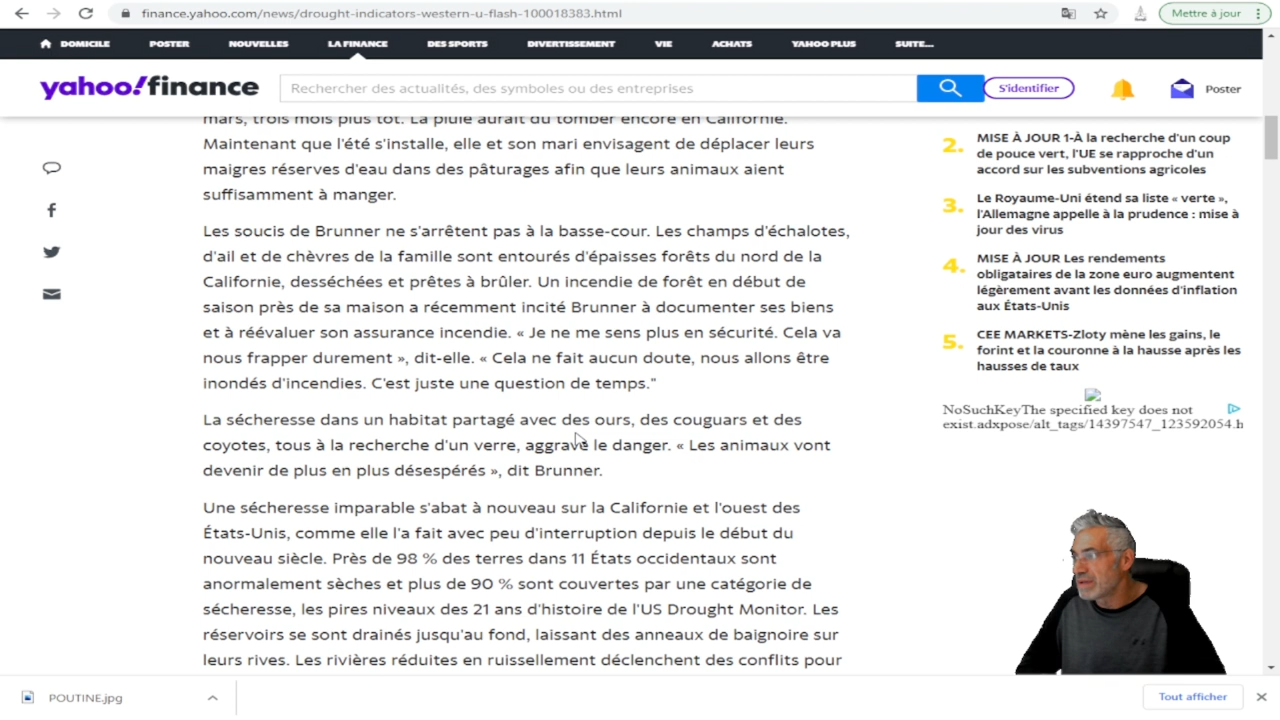 finance.yahoo.com/news/drought-indicators-western-u-flash-100018383.html
Mettre à jour
DOMICILE POSTER NOUVELLES LA FINANCE DES SPORTS DIVERTISSEMENT VIE ACHATS YAHOO PLUS SUITE...
yahoo!finance
Rechercher des actualités, des symboles ou des entreprises
S'identifier
Poster
mars, trois mois plus tôt. La pluie aurait dû tomber encore en Californie.
Maintenant que l'été s'installe, elle et son mari envisagent de déplacer leurs
maigres réserves d'eau dans des pâturages afin que leurs animaux aient
suffisamment à manger.
Les soucis de Brunner ne s'arrêtent pas à la basse-cour. Les champs d'échalotes,
d'ail et de chèvres de la famille sont entourés d'épaisses forêts du nord de la
Californie, desséchées et prêtes à brûler. Un incendie de forêt en début de
saison près de sa maison a récemment incité Brunner à documenter ses biens
et à réévaluer son assurance incendie. « Je ne me sens plus en sécurité. Cela va
nous frapper durement », dit-elle. « Cela ne fait aucun doute, nous allons être
inondés d'incendies. C'est juste une question de temps."
La sécheresse dans un habitat partagé avec des ours, des couguars et des
coyotes, tous à la recherche d'un verre, aggrave le danger. « Les animaux vont
devenir de plus en plus désespérés », dit Brunner.
Une sécheresse imparable s'abat à nouveau sur la Californie et l'ouest des
États-Unis, comme elle l'a fait avec peu d'interruption depuis le début du
nouveau siècle. Près de 98 % des terres dans 11 États occidentaux sont
anormalement sèches et plus de 90 % sont couvertes par une catégorie de
sécheresse, les pires niveaux des 21 ans d'histoire de l'US Drought Monitor. Les
réservoirs se sont drainés jusqu'au fond, laissant des anneaux de baignoire sur
leurs rives. Les rivières réduites en ruissellement déclenchent des conflits pour
2. MISE À JOUR 1-À la recherche d'un coup
de pouce vert, l'UE se rapproche d'un
accord sur les subventions agricoles
3. Le Royaume-Uni étend sa liste « verte »,
l'Allemagne appelle à la prudence : mise à
jour des virus
4. MISE À JOUR Les rendements
obligataires de la zone euro augmentent
légèrement avant les données d'inflation
aux États-Unis
5. CEE MARKETS-Zloty mène les gains, le
forint et la couronne à la hausse après les
hausses de taux
NoSuchKeyThe specified key does not
exist.adxpose/alt_tags/14397547_123592054.h
POUTINE.jpg
Tout afficher